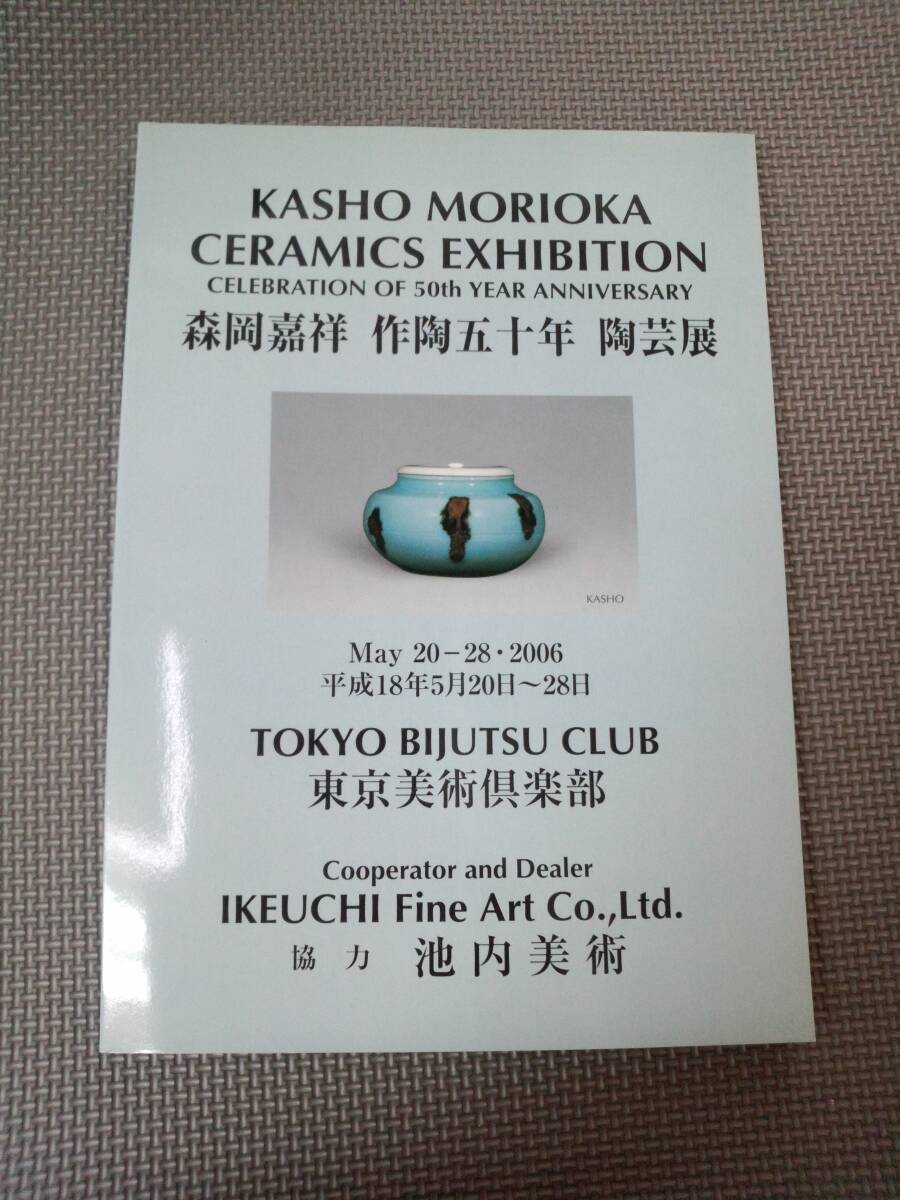 KASHO MORIOKA
CERAMICS EXHIBITION
CELEBRATION OF 50th YEAR ANNIVERSARY
森岡嘉祥 作陶五十年 陶芸展
KASHO
May 20－28・2006
平成18年5月20日～28日
TOKYO BIJUTSU CLUB
東京美術倶楽部
Cooperator and Dealer
IKEUCHI Fine Art Co.,Ltd.
協力 池内美術